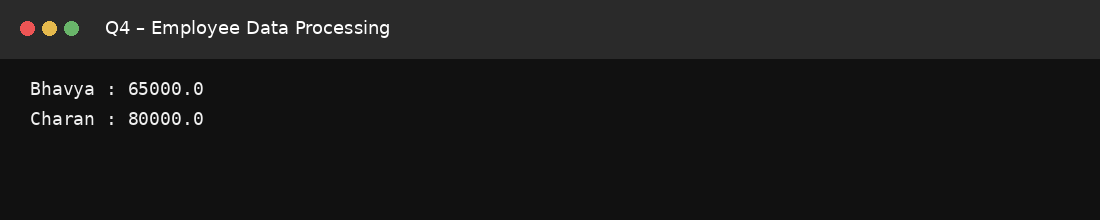 Q4 – Employee Data Processing
Bhavya : 65000.0
Charan : 80000.0